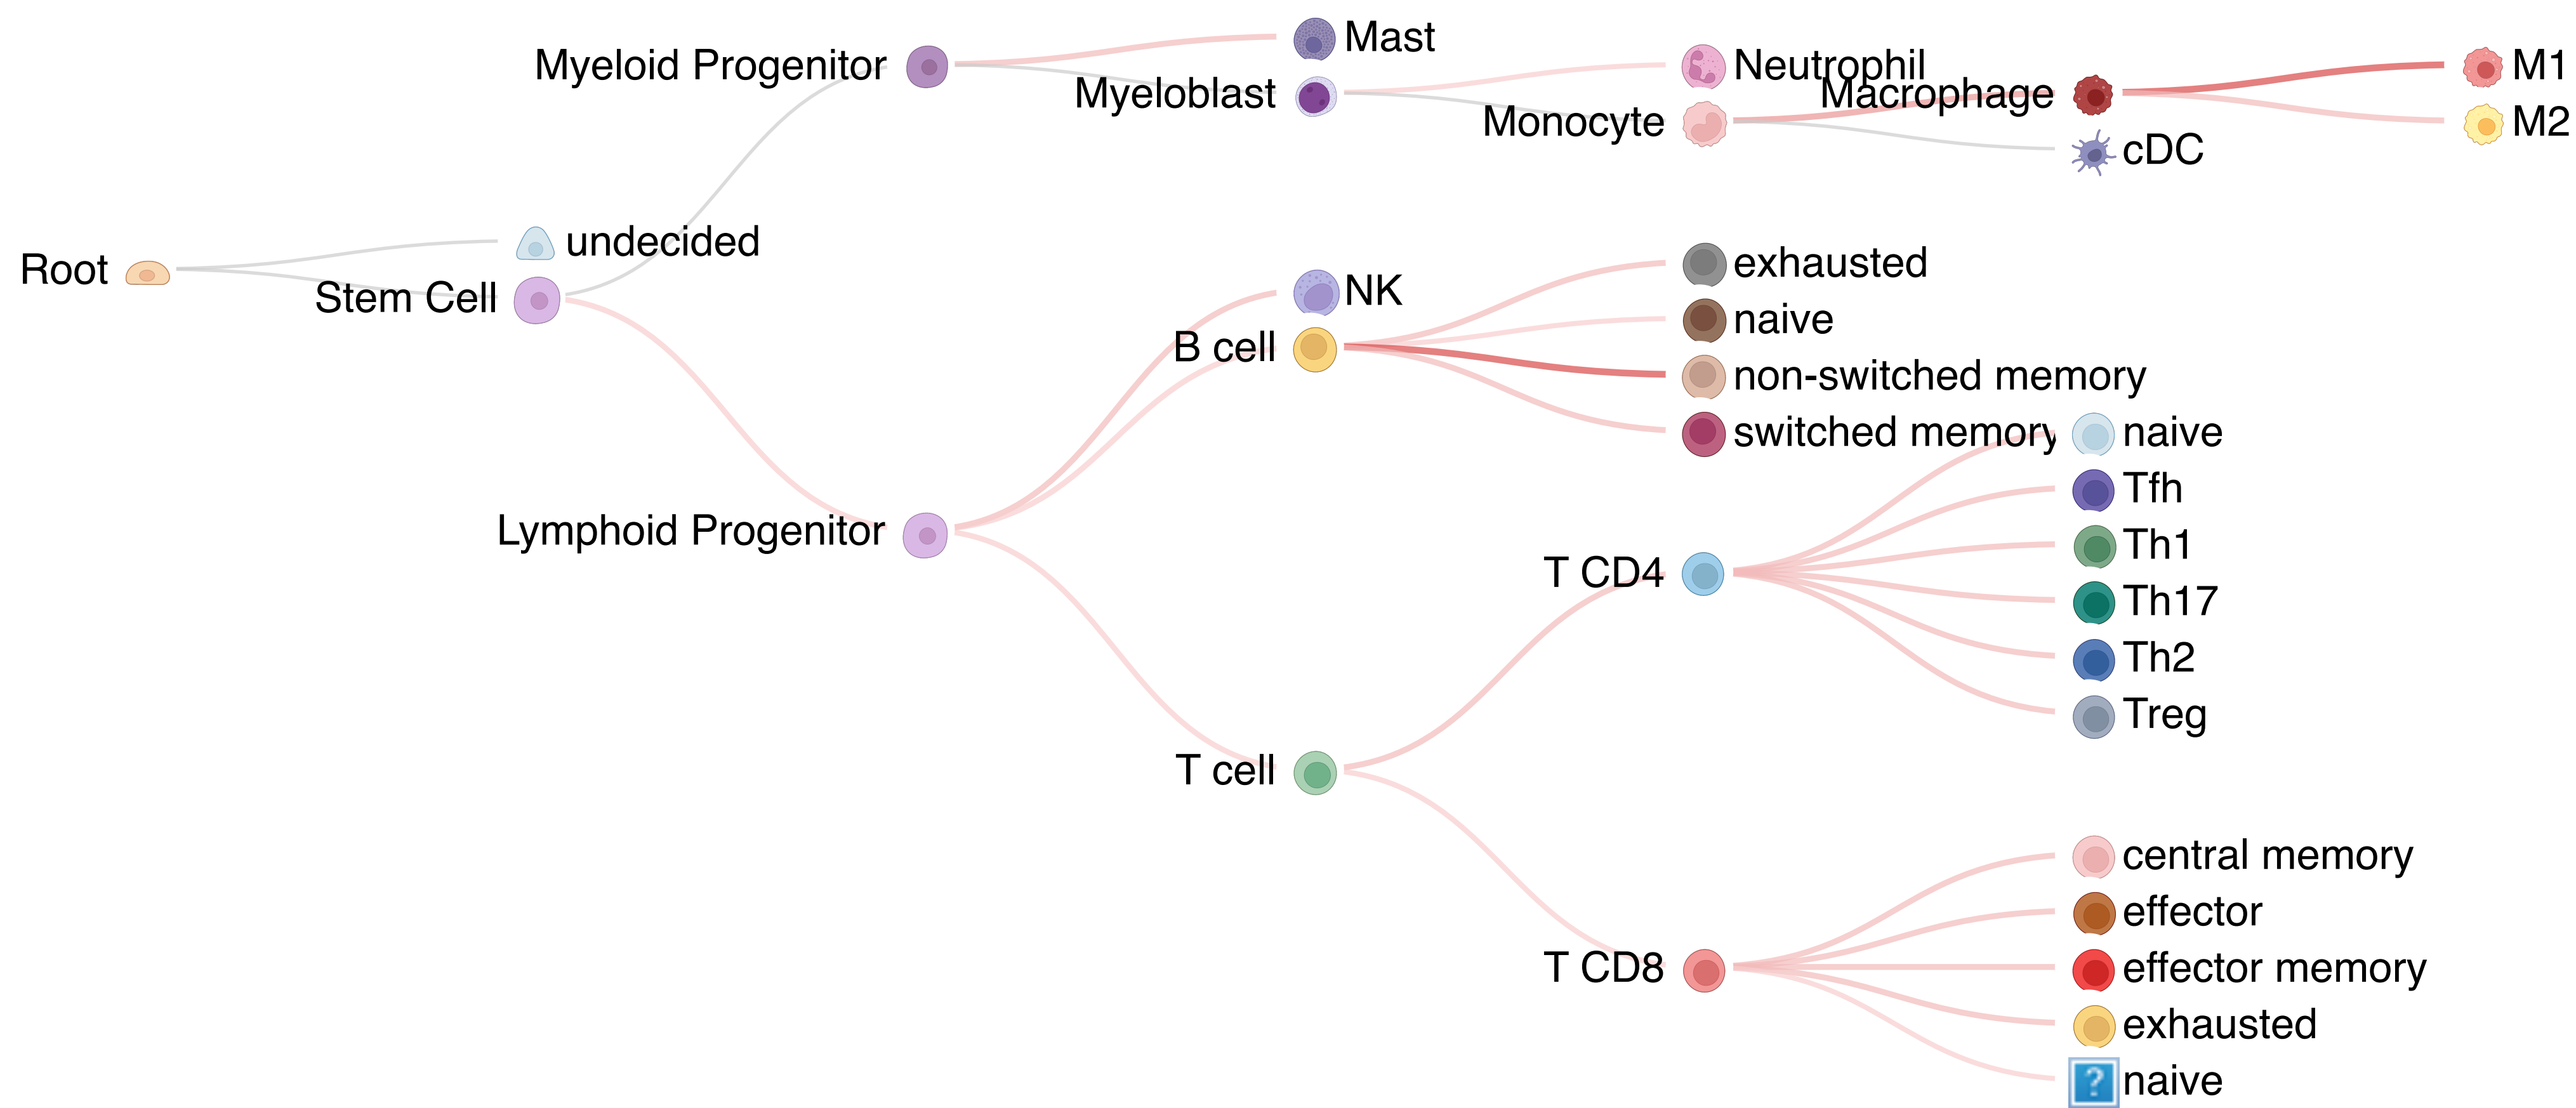 Mast
Myeloid Progenitor
Neutrophil
M1
Myeloblast
Macrophage
Monocyte
M2
cDC
undecided
Root
Stem Cell
NK
exhausted
B cell
naive
non-switched memory
switched memory
naive
Tfh
Lymphoid Progenitor
Th1
T CD4
Th17
Th2
Treg
T cell
central memory
effector
T CD8
effector memory
exhausted
?
naive